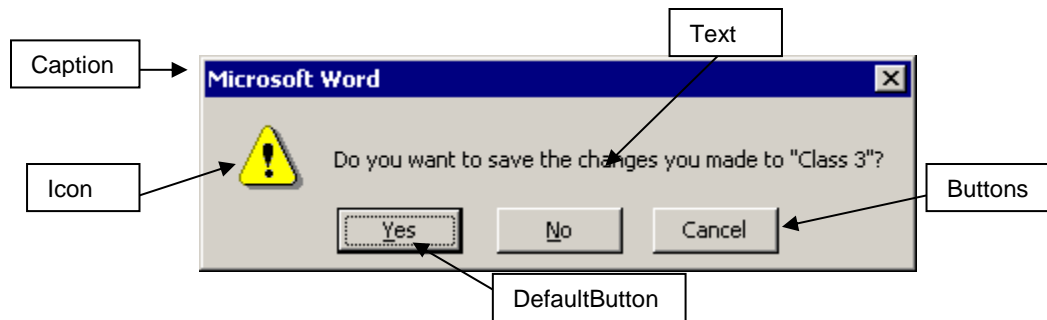 Text
Caption
Microsoft Word
Do you want to save the changes you made to "Class 3"?
Icon
Buttons
Yes
No
Cancel
DefaultButton